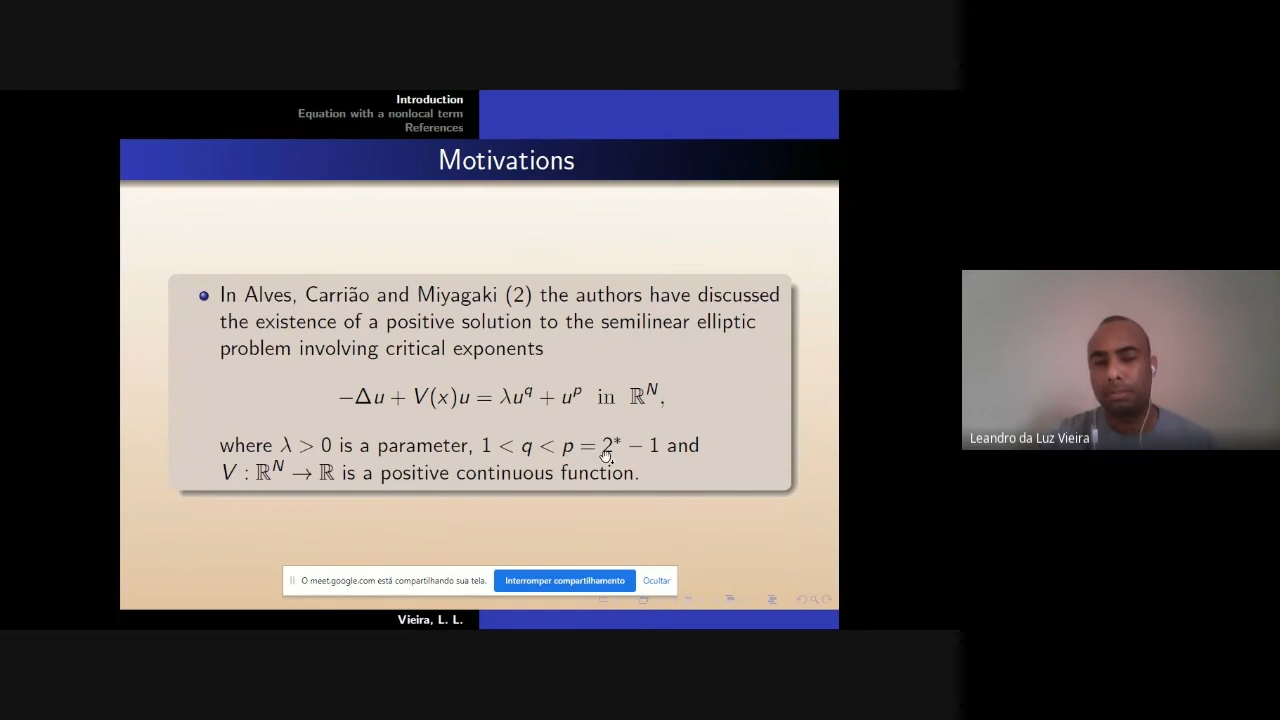 Introduction
Equation with a nonlocal term
References
Motivations
In Alves, Carrião and Miyagaki (2) the authors have discussed
the existence of a positive solution to the semilinear elliptic
problem involving critical exponents
−Δu + V(x)u = λu^q + u^p in ℝ^N,
where λ > 0 is a parameter, 1 < q < p = 2* − 1 and
V : ℝ^N → ℝ is a positive continuous function.
O meet.google.com está compartilhando sua tela. Interromper compartilhamento Ocultar
Vieira, L. L.
Leandro da Luz Vieira